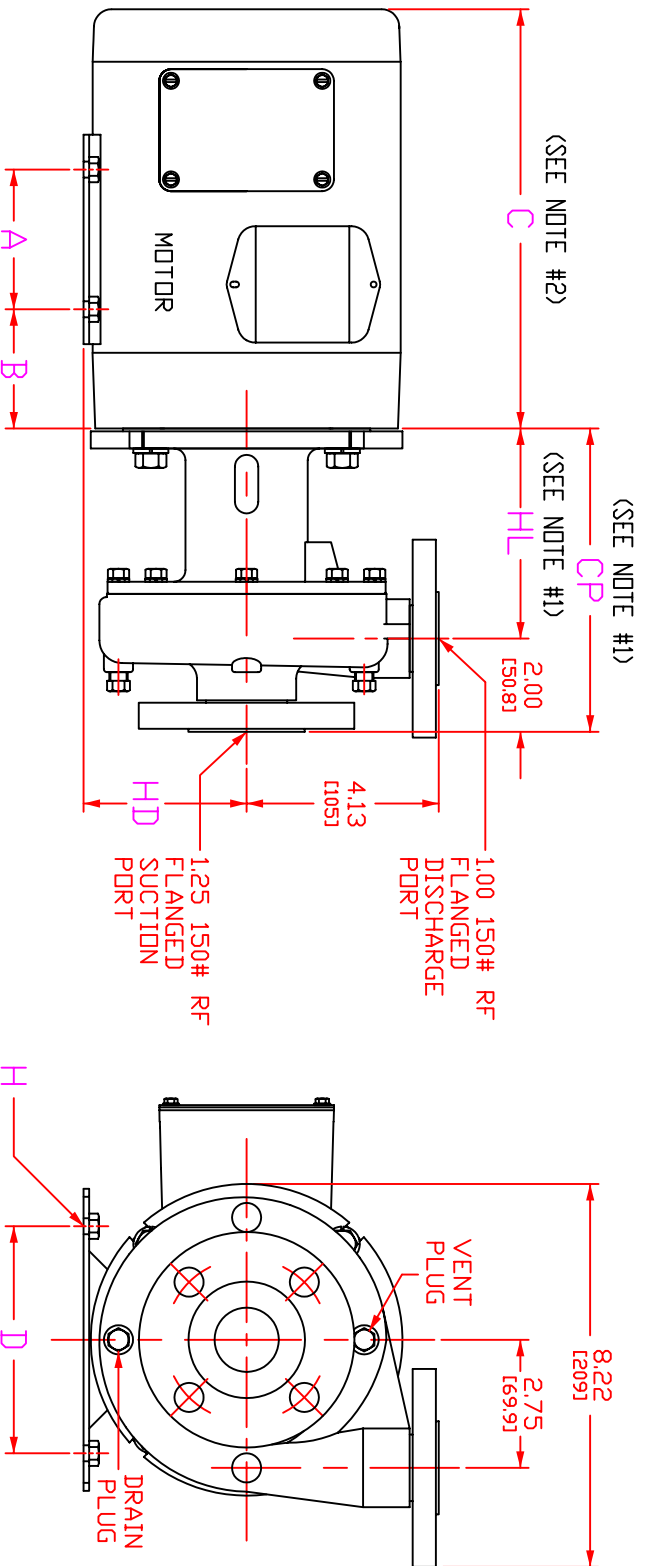 (SEE NOTE #1)
CP
(SEE NOTE #2)
C
(SEE NOTE #1)
HL
2.00
[50.8]
1.00 150# RF
FLANGED
DISCHARGE
PORT
4.13
[105]
HD
1.25 150# RF
FLANGED
SUCTION
PORT
MOTOR
A
B
8.22
[209]
2.75
[69.9]
VENT
PLUG
DRAIN
PLUG
H
D